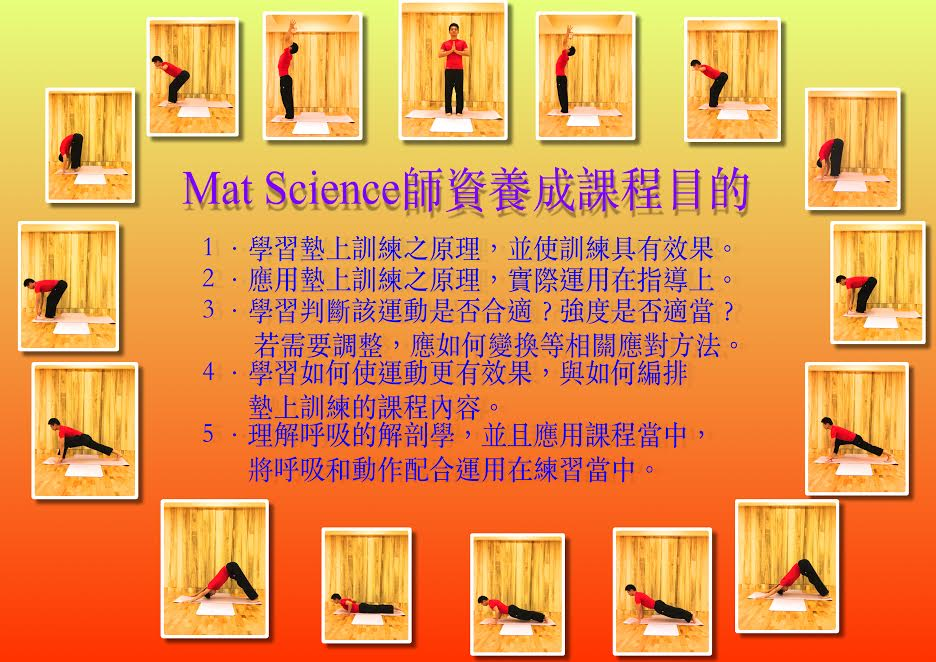 Mat Science師資養成課程目的
1．學習墊上訓練之原理，並使訓練具有效果。
2．應用墊上訓練之原理，實際運用在指導上。
3．學習判斷該運動是否合適？強度是否適當？
若需要調整，應如何變換等相關應對方法。
4．學習如何使運動更有效果，與如何編排
墊上訓練的課程內容。
5．理解呼吸的解剖學，並且應用課程當中，
將呼吸和動作配合運用在練習當中。